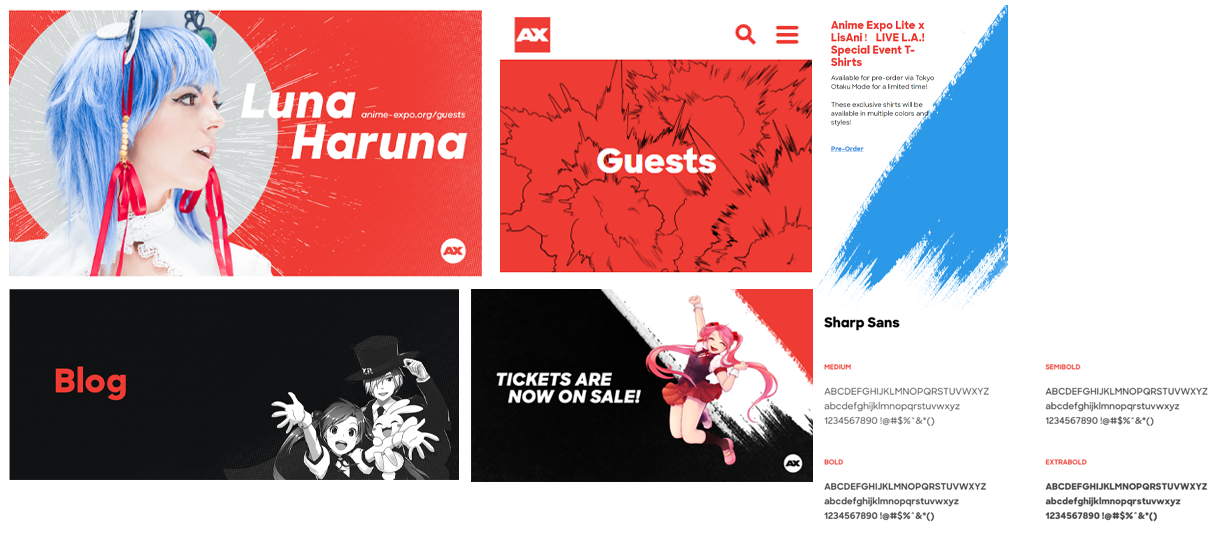 Luna
anime-expo.org/guests
Haruna
AX
AX
Guests
Anime Expo Lite x
LisAni！ LIVE L.A.!
Special Event T-
Shirts
Available for pre-order via Tokyo
Otaku Mode for a limited time!
These exclusive shirts will be
available in multiple colors and
styles!
Pre-Order
Blog
V.P.
TICKETS ARE
NOW ON SALE!
AX
Sharp Sans
MEDIUM
ABCDEFGHIJKLMNOPQRSTUVWXYZ
abcdefghijklmnopqrstuvwxyz
1234567890 !@#$%^&*()
SEMIBOLD
ABCDEFGHIJKLMNOPQRSTUVWXYZ
abcdefghijklmnopqrstuvwxyz
1234567890 !@#$%^&*()
BOLD
ABCDEFGHIJKLMNOPQRSTUVWXYZ
abcdefghijklmnopqrstuvwxyz
1234567890 !@#$%^&*()
EXTRABOLD
ABCDEFGHIJKLMNOPQRSTUVWXYZ
abcdefghijklmnopqrstuvwxyz
1234567890 !@#$%^&*()